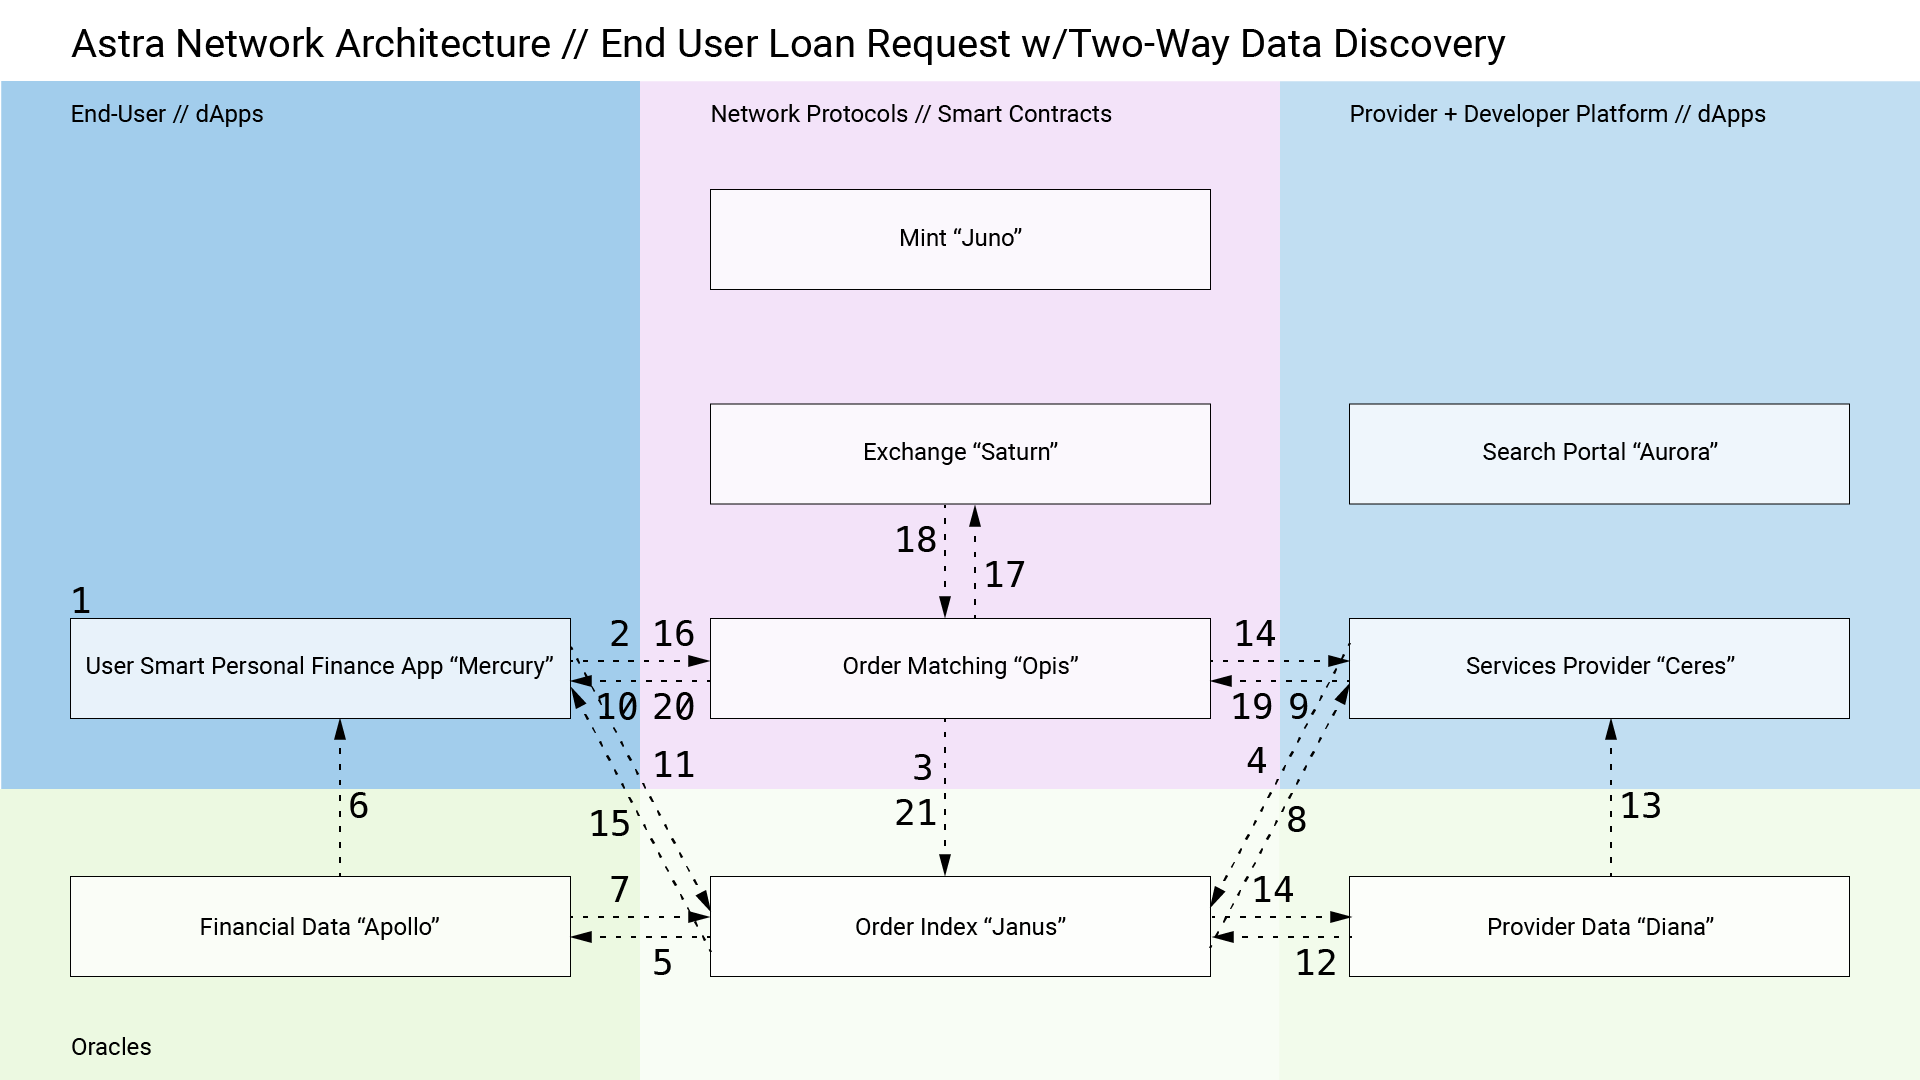 Astra Network Architecture // End User Loan Request w/Two-Way Data Discovery
End-User // dApps
Network Protocols // Smart Contracts
Provider + Developer Platform // dApps
Mint “Juno”
Exchange “Saturn”
Search Portal “Aurora”
18
17
1
2 16
14
User Smart Personal Finance App “Mercury”
Order Matching “Opis”
Services Provider “Ceres”
10 20
19 9
11
3
4
6
21
13
15
8
7
14
Financial Data “Apollo”
Order Index “Janus”
Provider Data “Diana”
5
12
Oracles